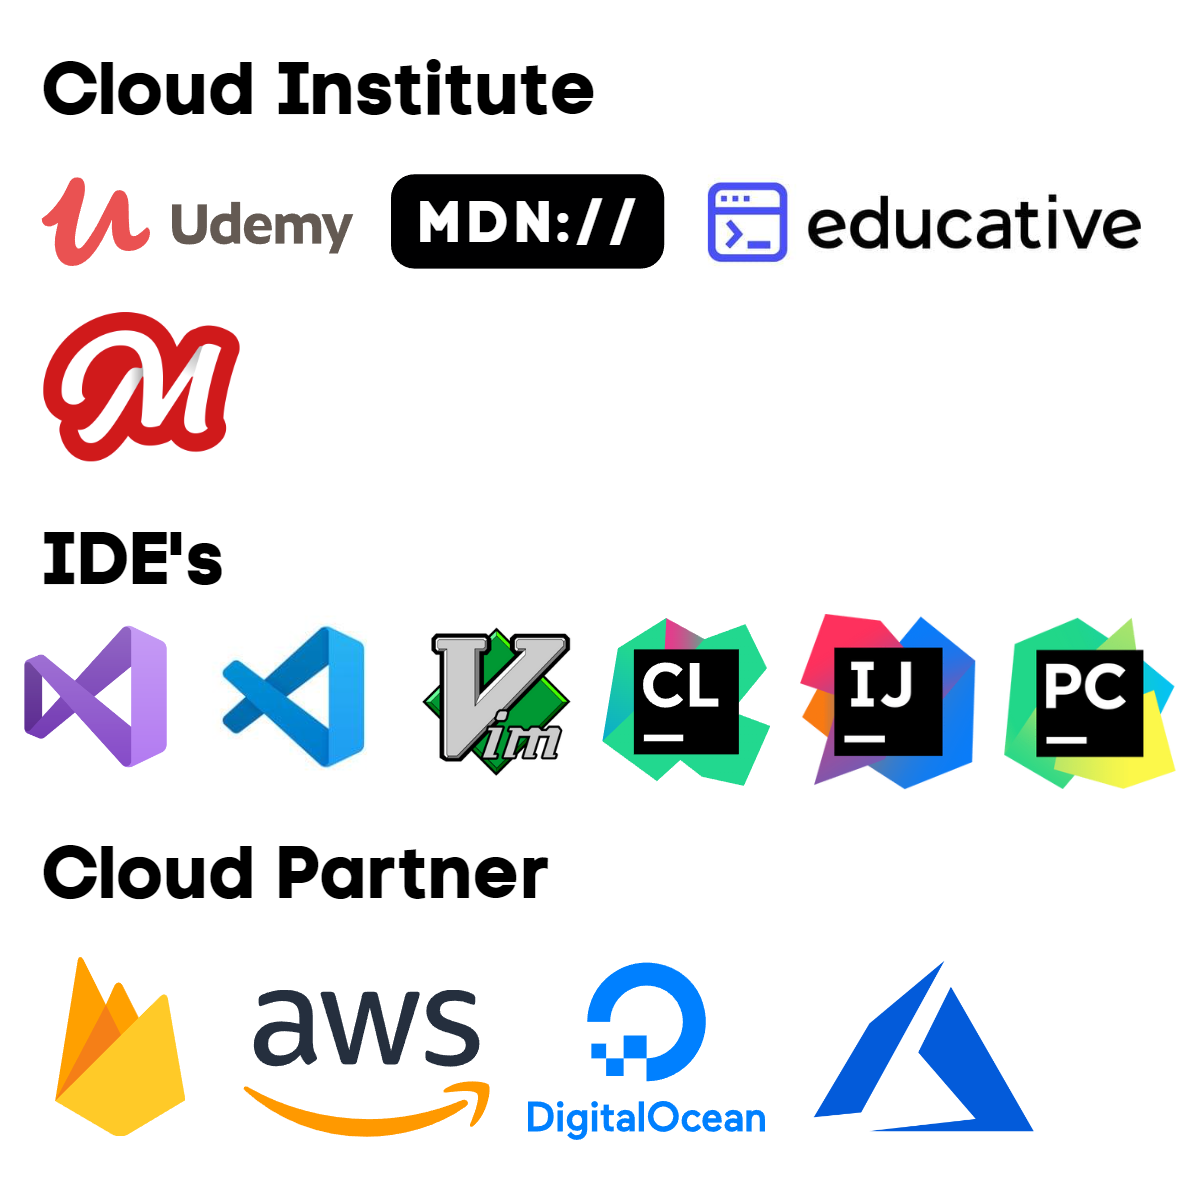 Cloud Institute
Udemy MDN:// educative
M
IDE's
Vim CL IJ PC
Cloud Partner
aws DigitalOcean